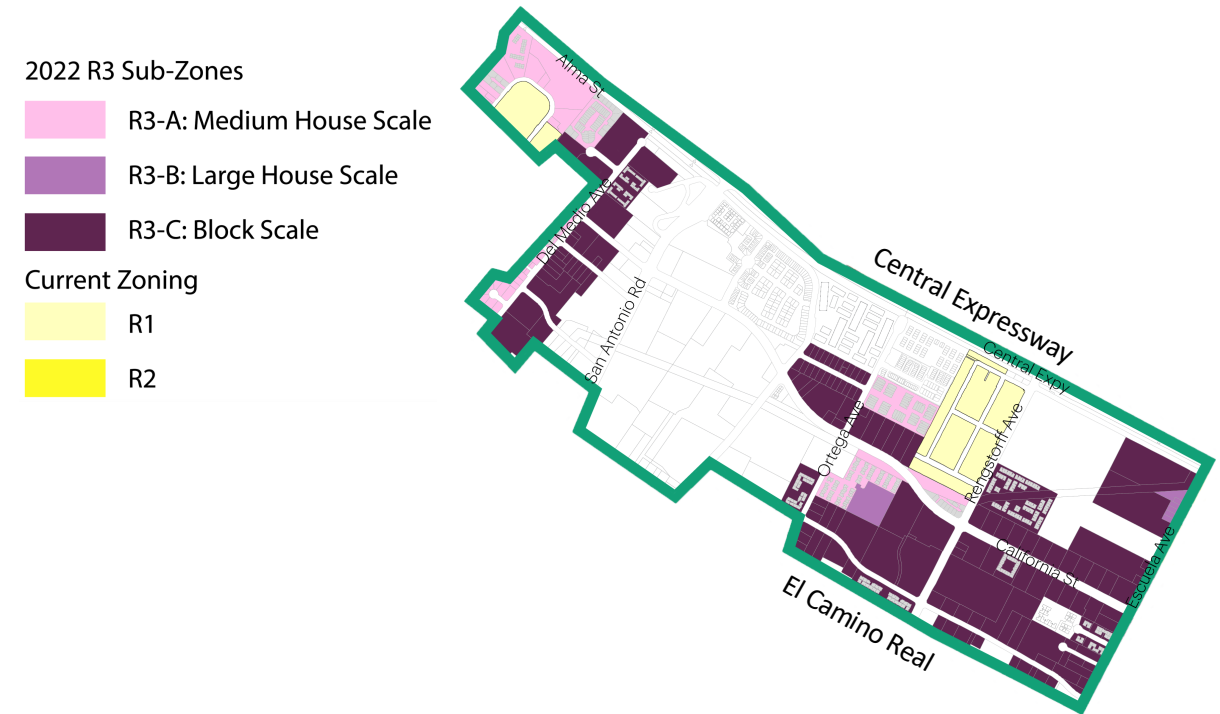 2022 R3 Sub-Zones
R3-A: Medium House Scale
R3-B: Large House Scale
R3-C: Block Scale
Current Zoning
R1
R2
Alma St
Del Medio Ave
San Antonio Rd
Central Expressway
Central Expy
Ortega Ave
Rengstorff Ave
California St
Escuela Ave
El Camino Real